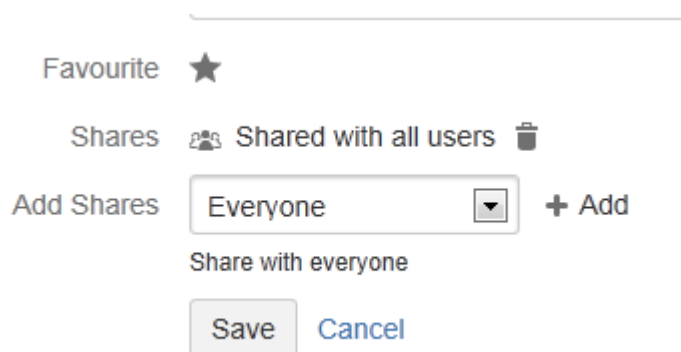 Favourite
Shares Shared with all users
Add Shares Everyone + Add
Share with everyone
Save Cancel